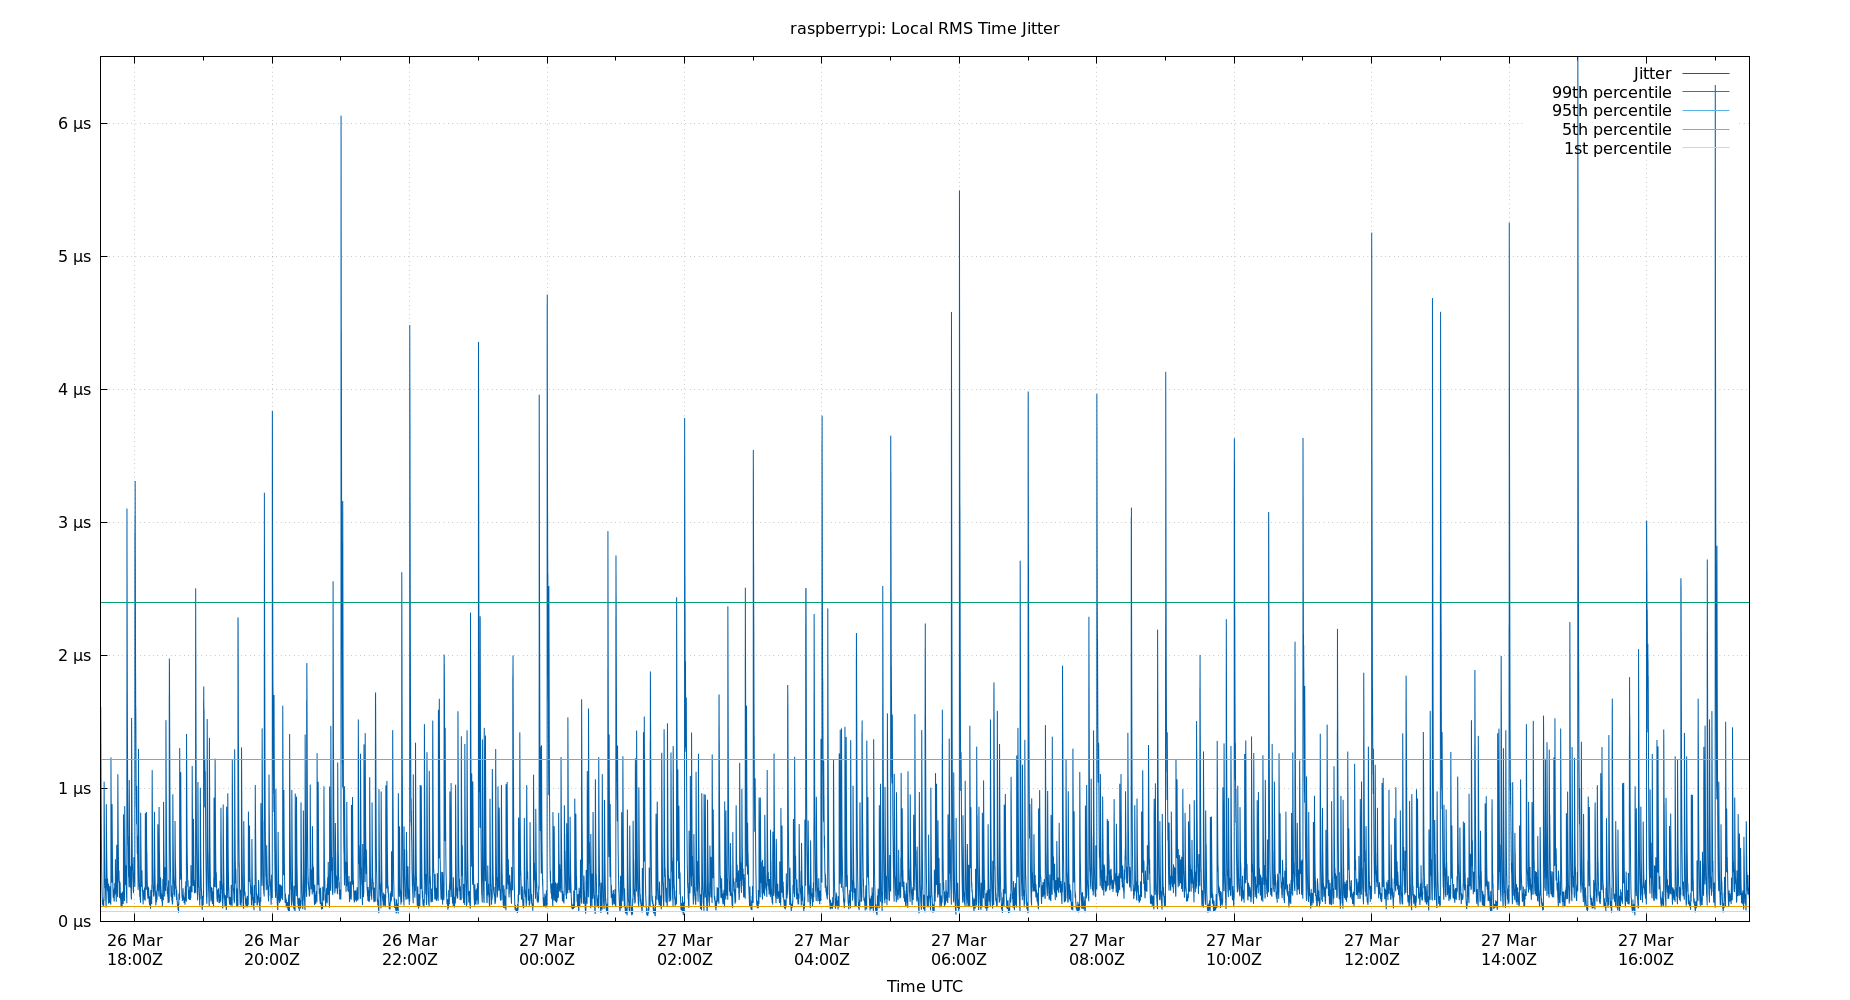 raspberrypi: Local RMS Time Jitter
Jitter
99th percentile
95th percentile
5th percentile
1st percentile
6 µs
5 µs
4 µs
3 µs
2 µs
1 µs
0 µs
26 Mar 26 Mar 26 Mar 27 Mar 27 Mar 27 Mar 27 Mar 27 Mar 27 Mar 27 Mar 27 Mar 27 Mar
18:00Z 20:00Z 22:00Z 00:00Z 02:00Z 04:00Z 06:00Z 08:00Z 10:00Z 12:00Z 14:00Z 16:00Z
Time UTC